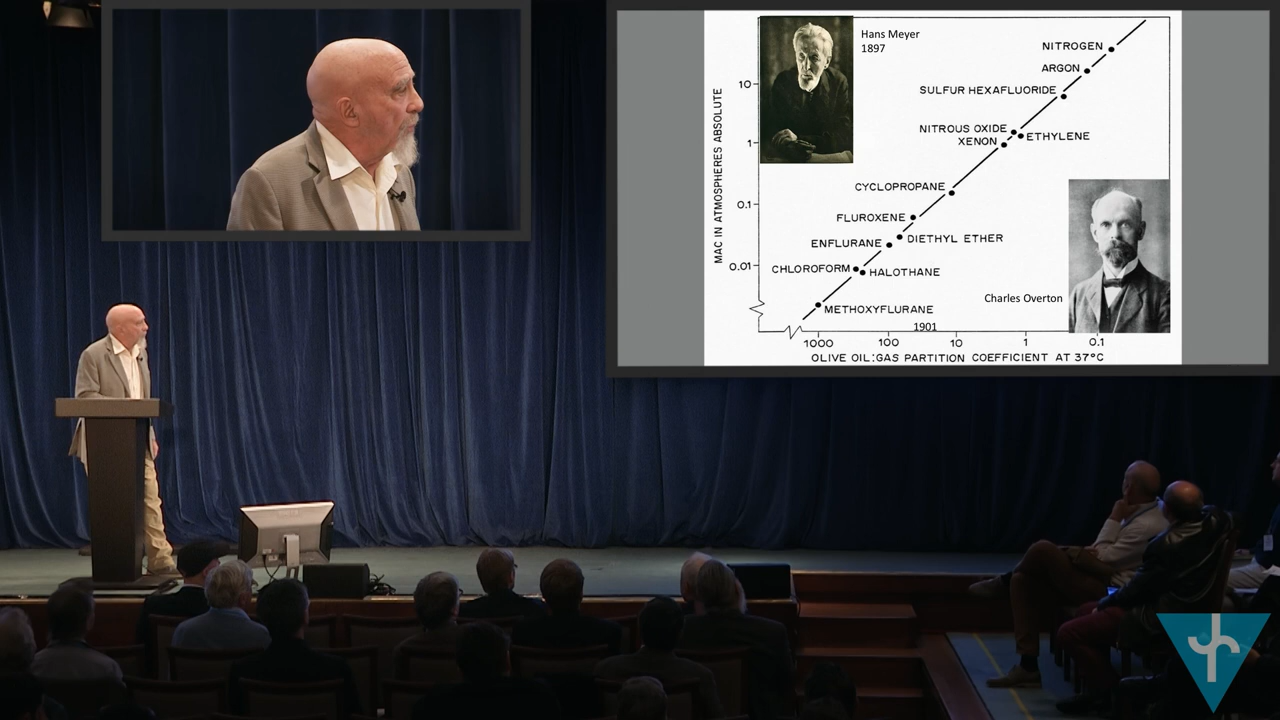 Hans Meyer
1897
NITROGEN
ARGON
SULFUR HEXAFLUORIDE
NITROUS OXIDE
XENON
ETHYLENE
CYCLOPROPANE
FLUROXENE
DIETHYL ETHER
ENFLURANE
CHLOROFORM
HALOTHANE
METHOXYFLURANE
Charles Overton
1901
MAC IN ATMOSPHERES ABSOLUTE
10
1
0.1
0.01
1000 100 10 1 0.1
OLIVE OIL:GAS PARTITION COEFFICIENT AT 37°C